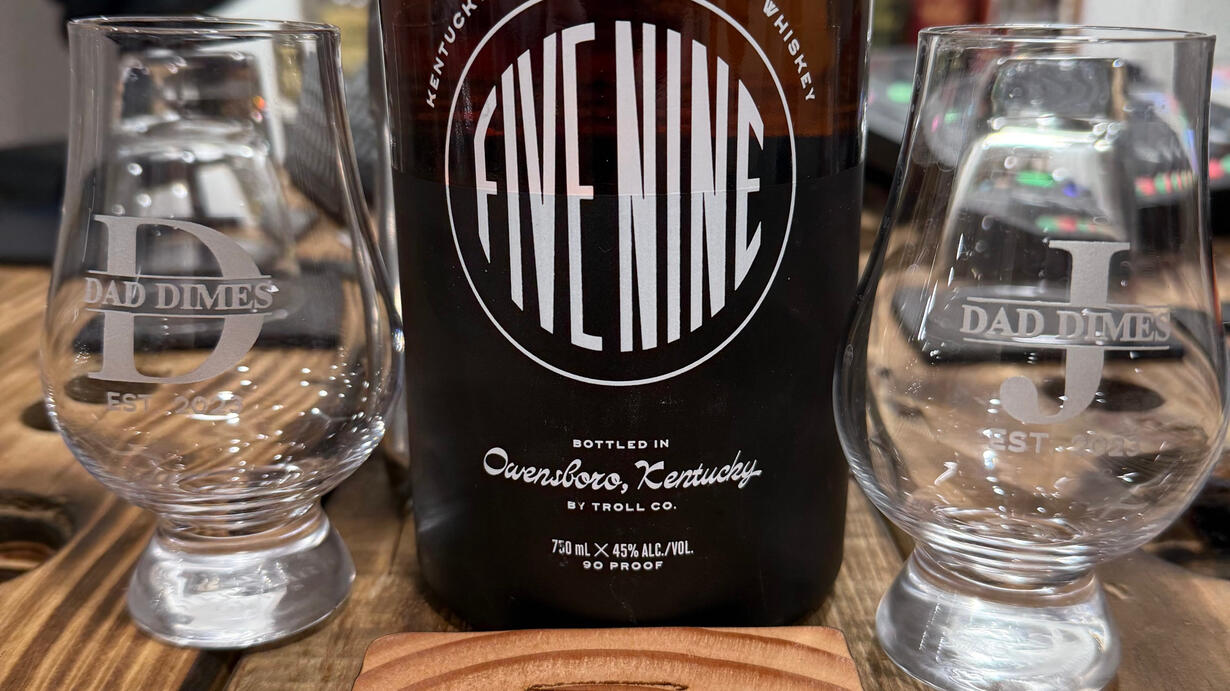 WHISKEY
FIVE NINE
BOTTLED IN
Owensboro, Kentucky
BY TROLL CO.
750 mL X 45% ALC./VOL.
90 PROOF
D
DAD DIMES
EST. 2023
J
DAD DIMES
EST. 2023